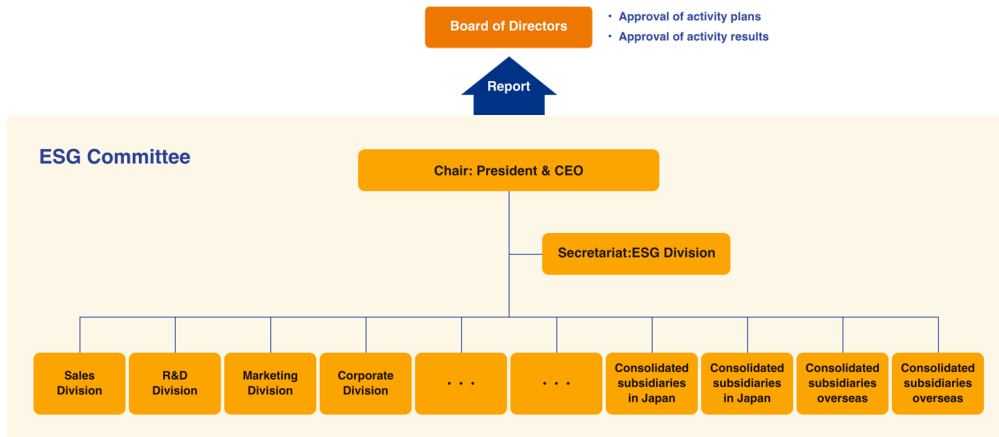 Board of Directors
・ Approval of activity plans
・ Approval of activity results
Report
ESG Committee
Chair: President & CEO
Secretariat:ESG Division
Sales
Division
R&D
Division
Marketing
Division
Corporate
Division
・・・
・・・
Consolidated
subsidiaries
in Japan
Consolidated
subsidiaries
in Japan
Consolidated
subsidiaries
overseas
Consolidated
subsidiaries
overseas